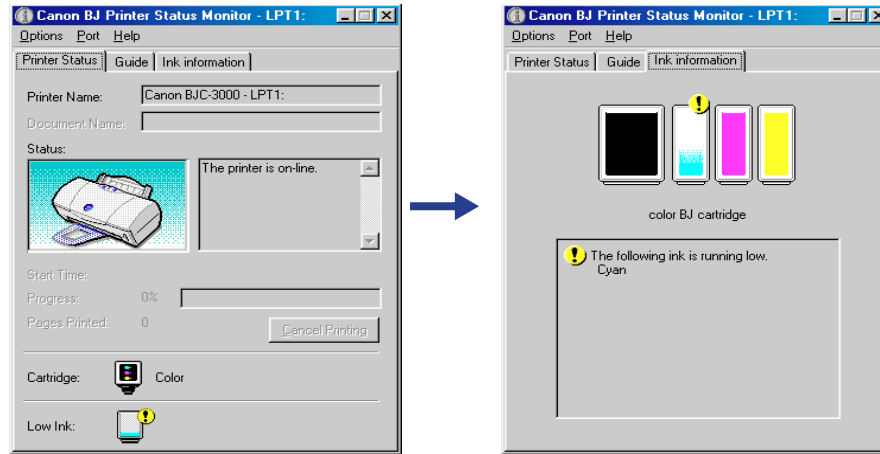 Canon BJ Printer Status Monitor - LPT1:
Options Port Help
Printer Status Guide Ink information
Printer Name: Canon BJC-3000 - LPT1:
Document Name:
Status:
The printer is on-line.
Start Time:
Progress: 0%
Pages Printed: 0 Cancel Printing
Cartridge: Color
Low Ink:
Canon BJ Printer Status Monitor - LPT1:
Options Port Help
Printer Status Guide Ink information
color BJ cartridge
The following ink is running low.
Cyan